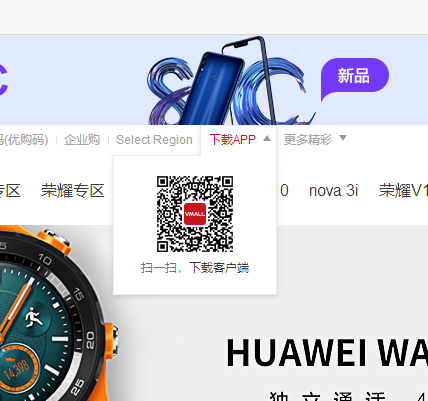 新品
码(优购码) 企业购 Select Region 下载APP 更多精彩
专区 荣耀专区 0 nova 3i 荣耀V1
VMALL
扫一扫，下载客户端
HUAWEI WA
独立通话 4